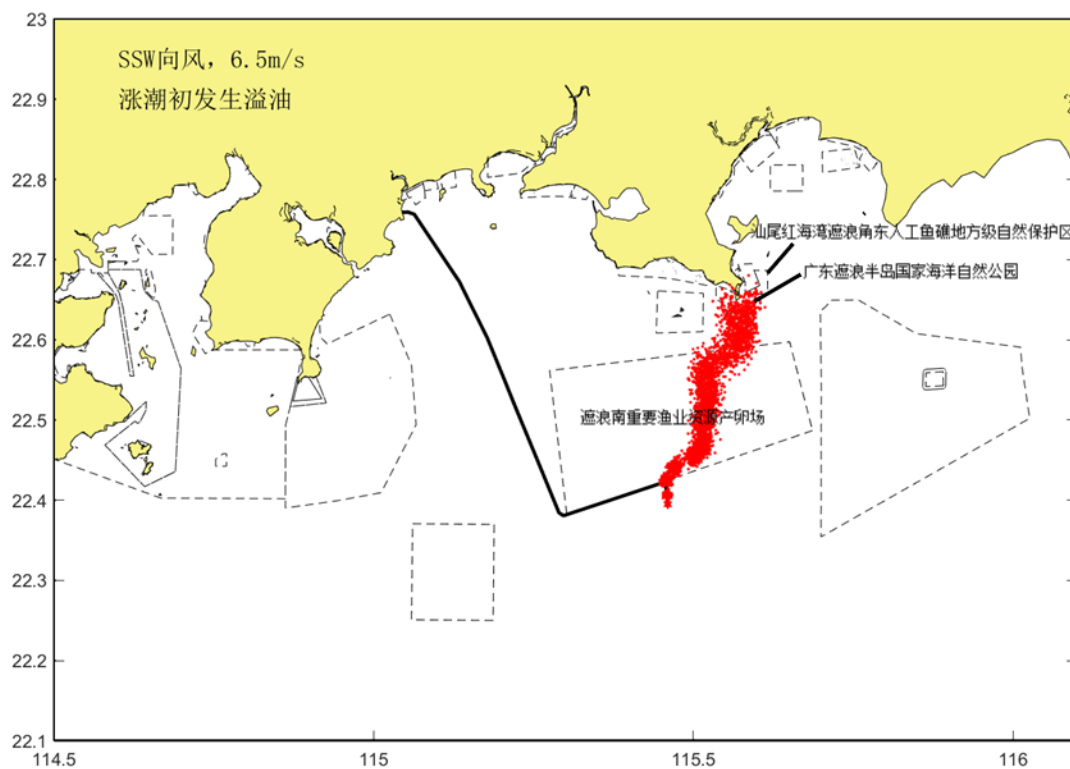 23
SSW向风，6.5m/s
涨潮初发生溢油
22.9
22.8
22.7
汕尾红海湾遮浪角东人工鱼礁地方级自然保护区
广东遮浪半岛国家海洋自然公园
22.6
22.5
遮浪南重要渔业资源产卵场
22.4
22.3
22.2
22.1
114.5
115
115.5
116